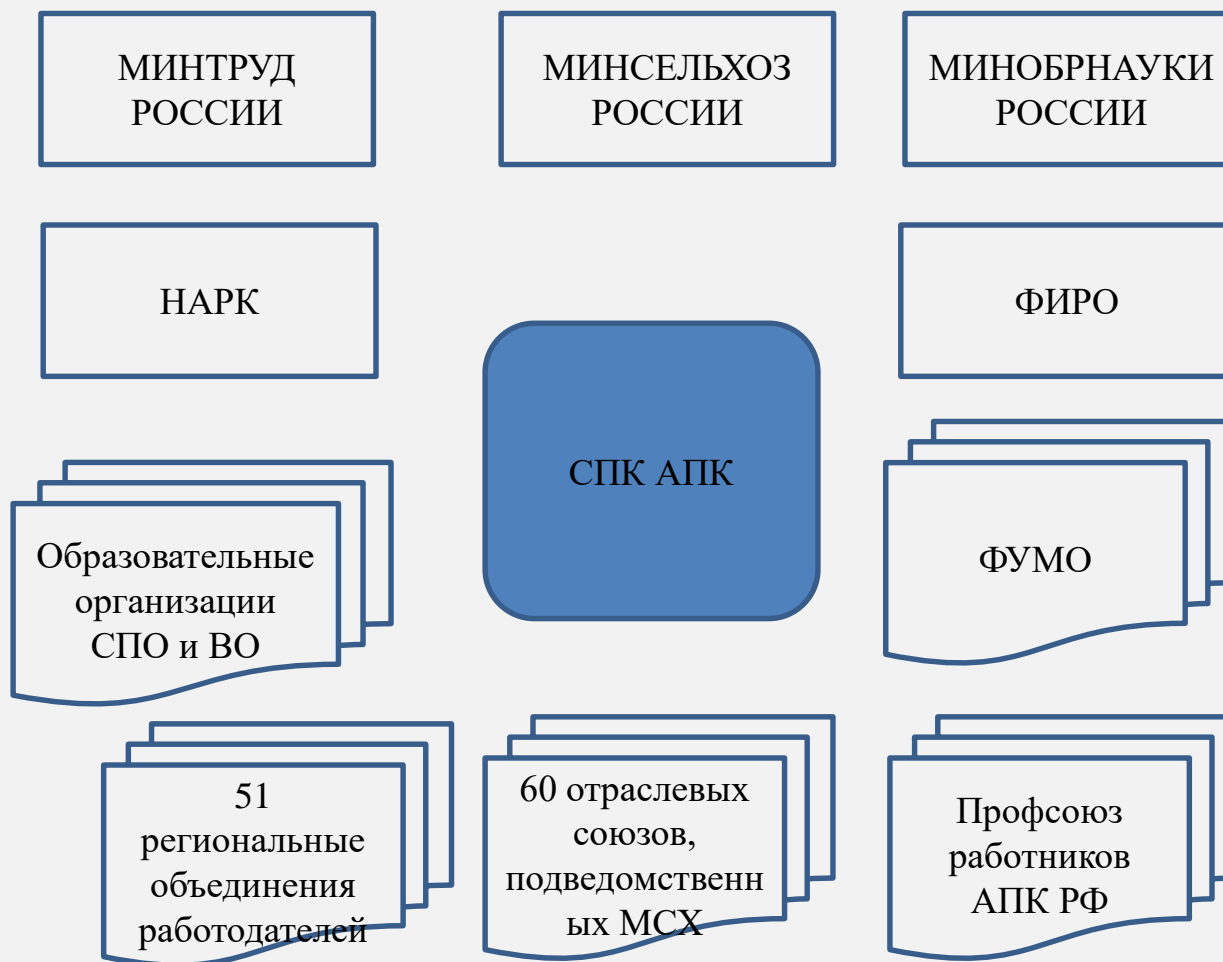 МИНТРУД
РОССИИ
МИНСЕЛЬХОЗ
РОССИИ
МИНОБРНАУКИ
РОССИИ
НАРК
ФИРО
СПК АПК
Образовательные
организации
СПО и ВО
ФУМО
51
региональные
объединения
работодателей
60 отраслевых
союзов,
подведомственн
ых МСХ
Профсоюз
работников
АПК РФ